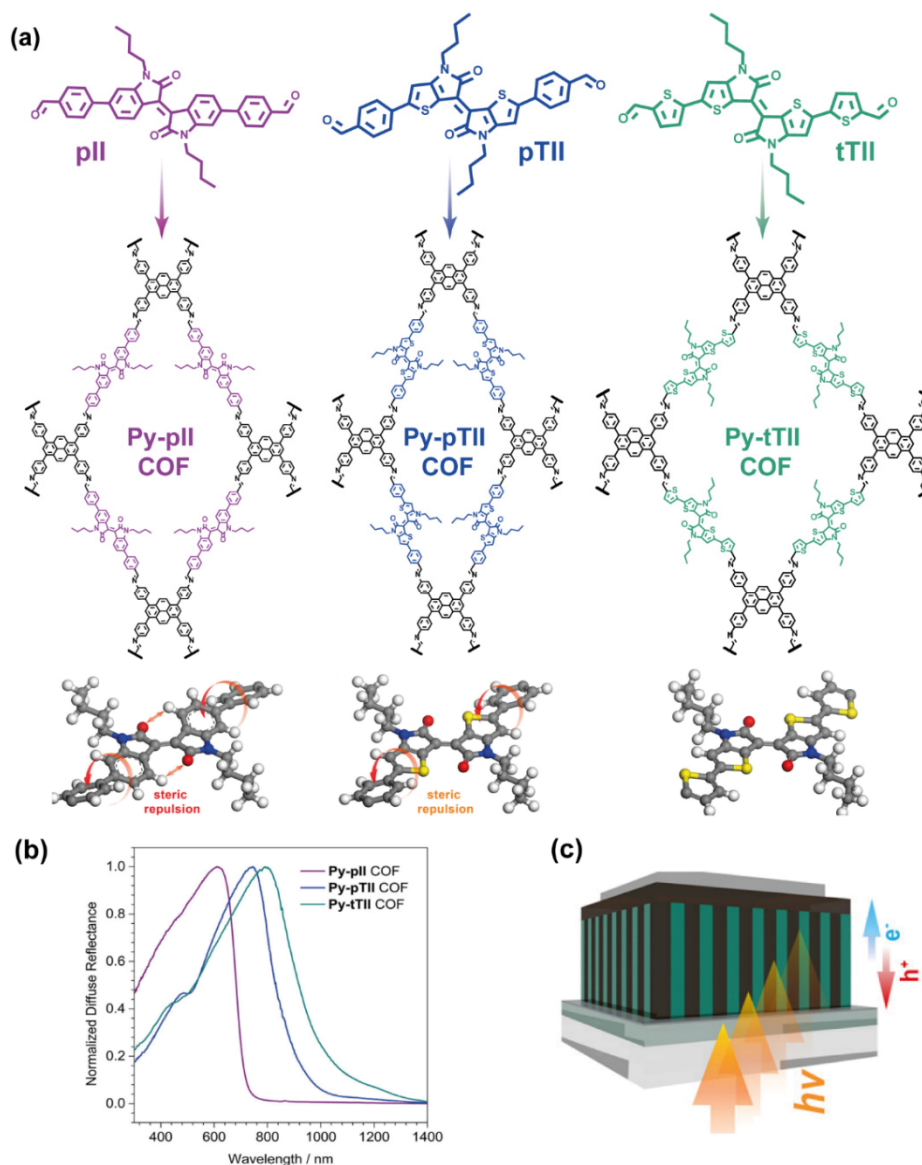 (a)
pII
pTII
tTII
Py-pII
COF
Py-pTII
COF
Py-tTII
COF
steric
repulsion
steric
repulsion
(b)
Normalized Diffuse Reflectance
1.0
0.8
0.6
0.4
0.2
0.0
Py-pII COF
Py-pTII COF
Py-tTII COF
400
600
800
1000
1200
1400
Wavelength / nm
(c)
e-
h+
hν